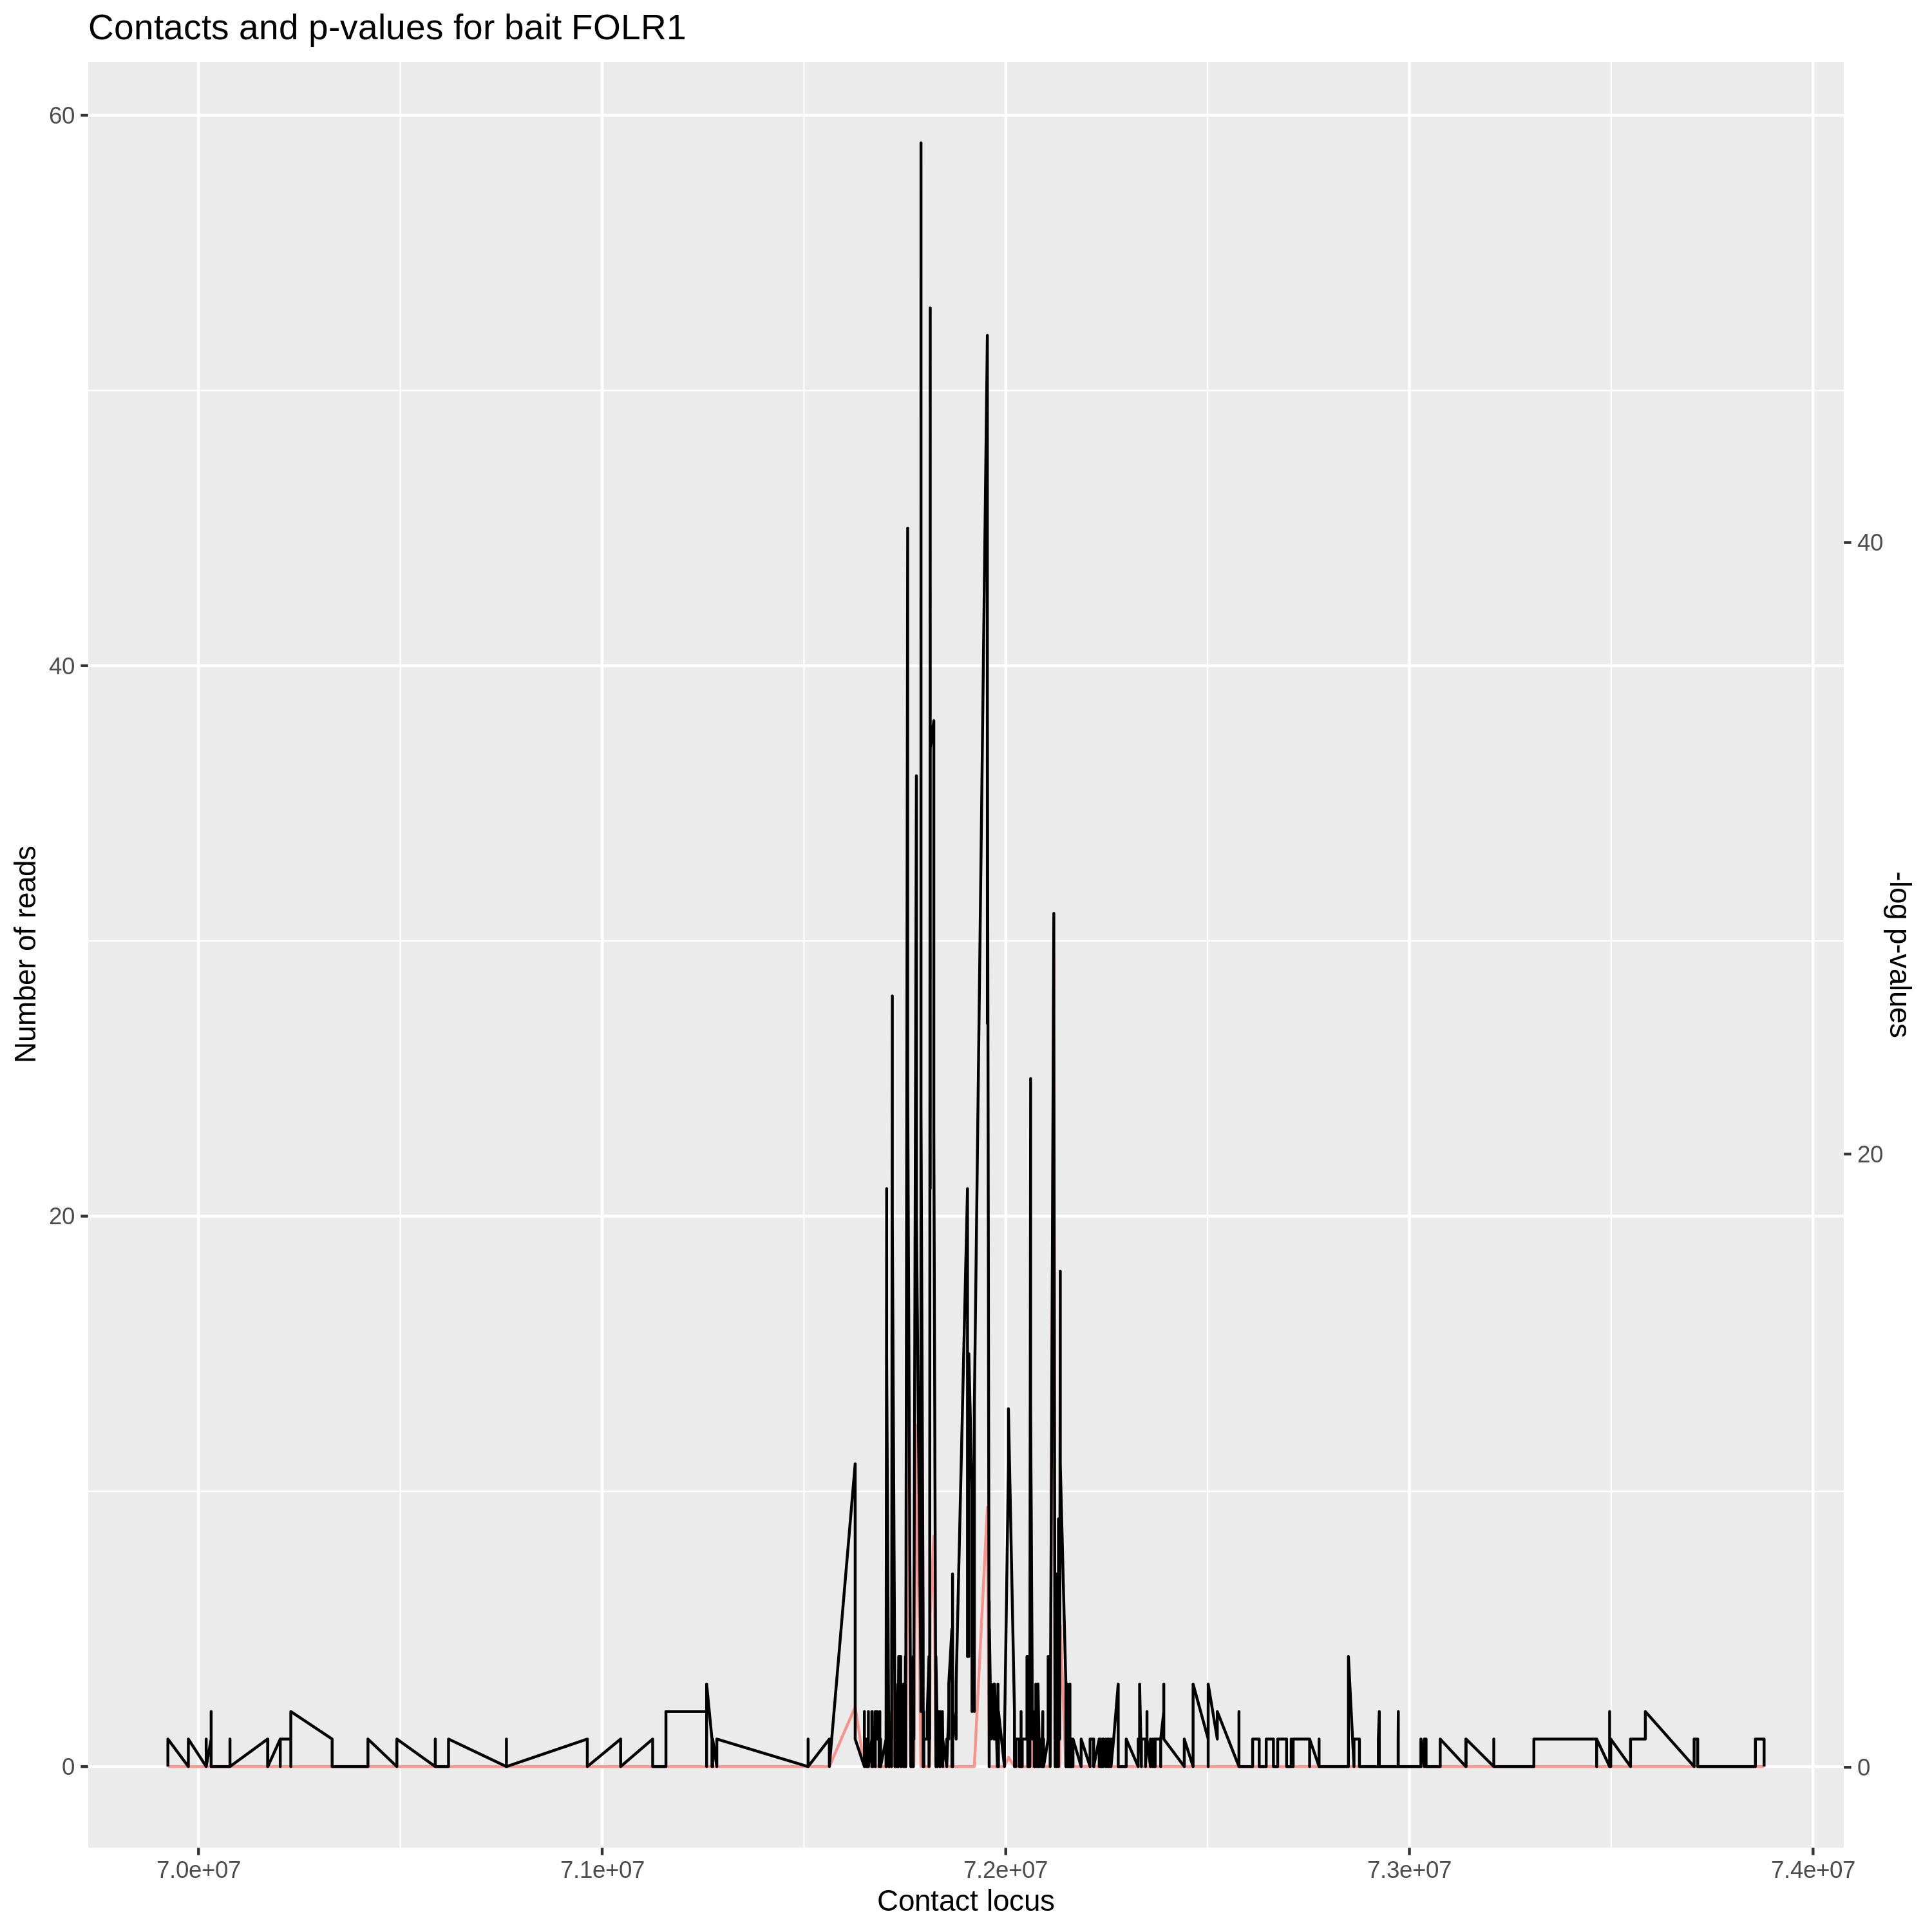 Contacts and p-values for bait FOLR1
60
40
20
0
Number of reads
40
20
0
-log p-values
7.0e+07
7.1e+07
7.2e+07
7.3e+07
7.4e+07
Contact locus